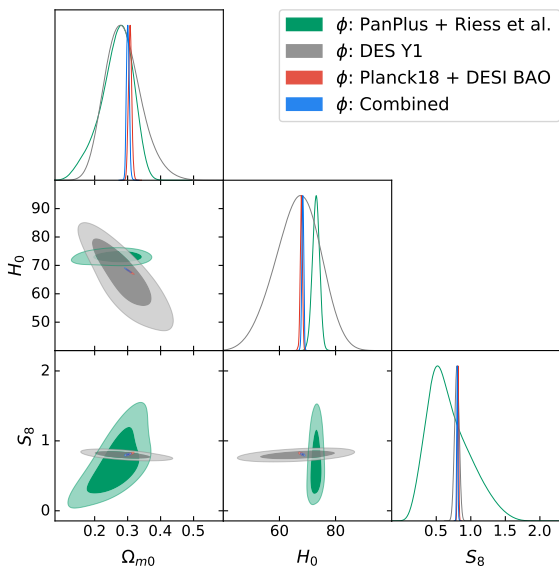 ϕ: PanPlus + Riess et al.
ϕ: DES Y1
ϕ: Planck18 + DESI BAO
ϕ: Combined
90
80
70
60
50
H₀
2
1
0
S₈
0.2 0.3 0.4 0.5
60 80
0.5 1.0 1.5 2.0
Ωₘ₀ H₀ S₈